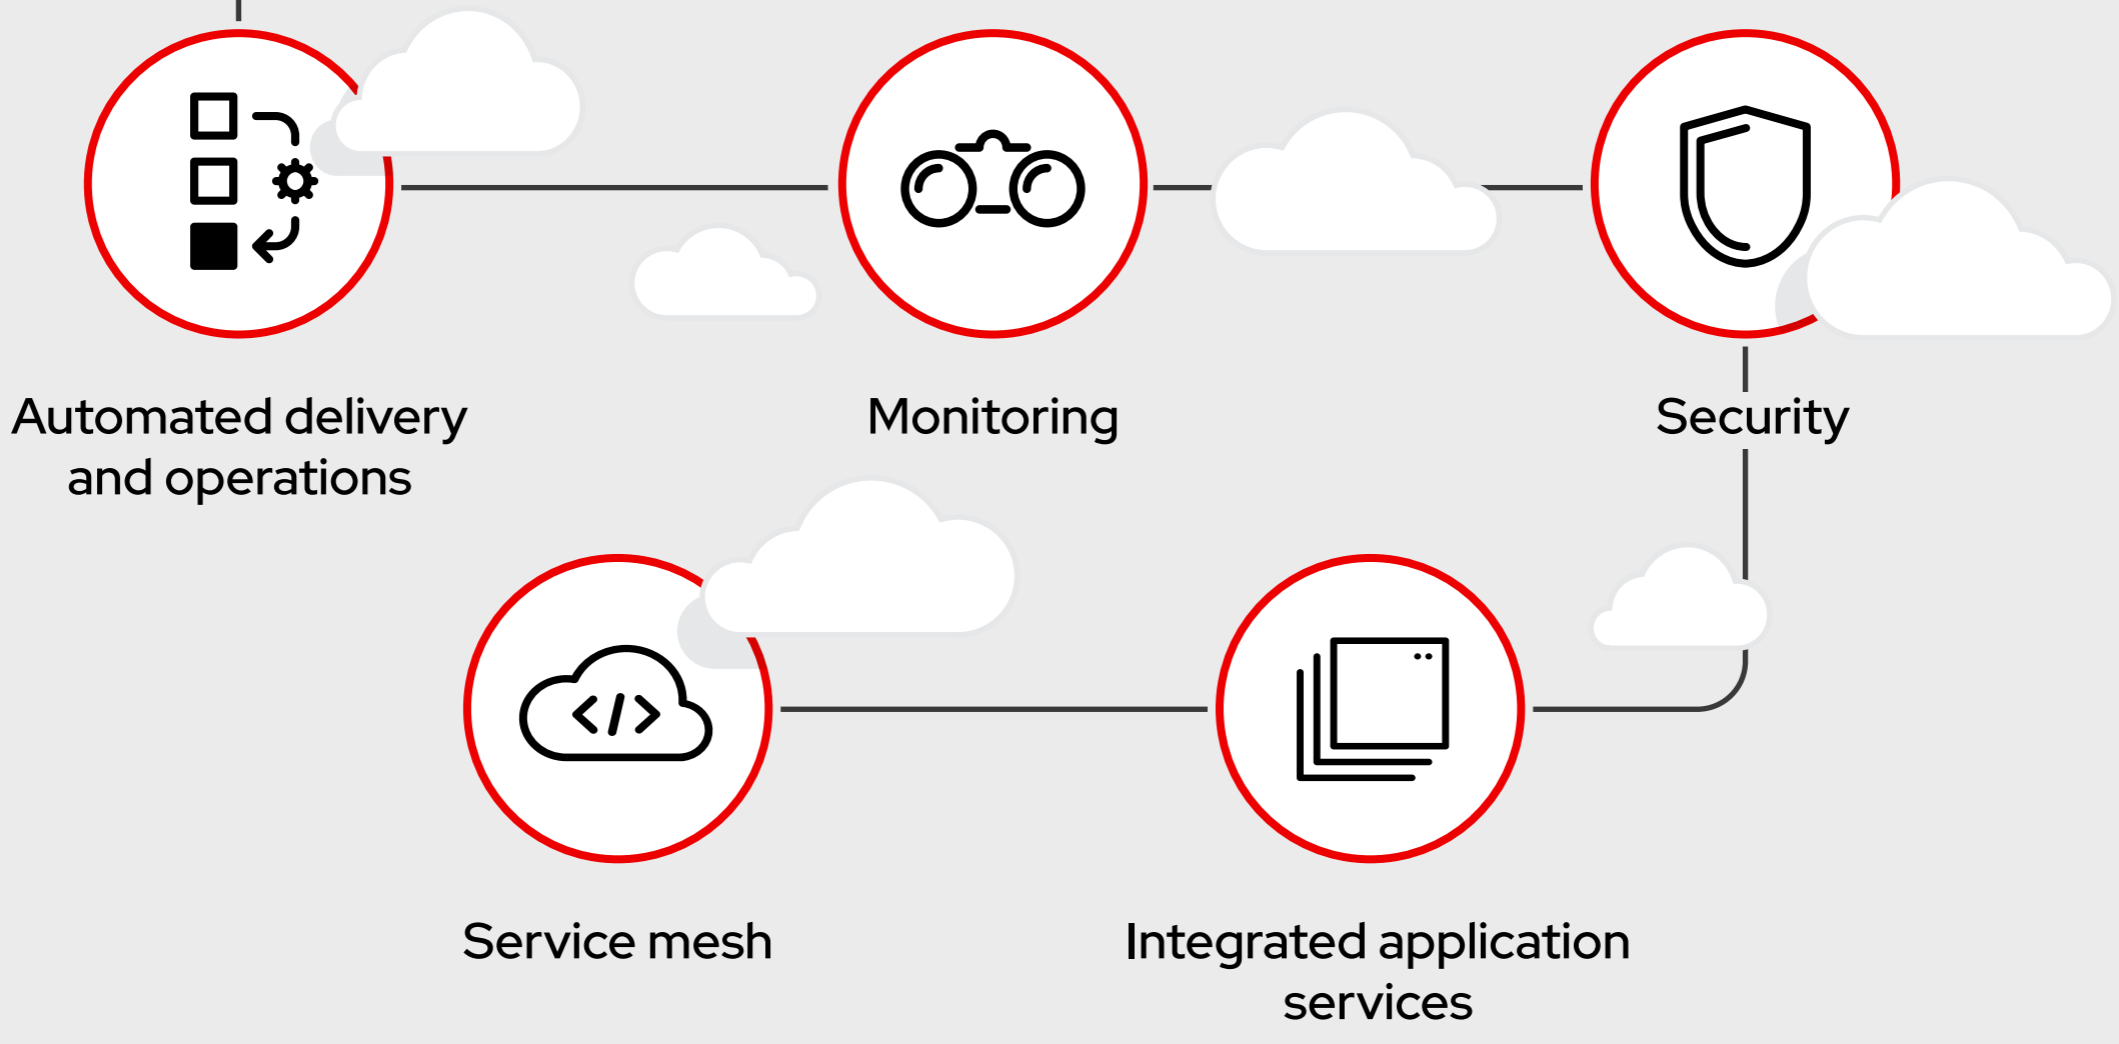 Automated delivery
and operations
Monitoring
Security
</>
Service mesh
Integrated application
services